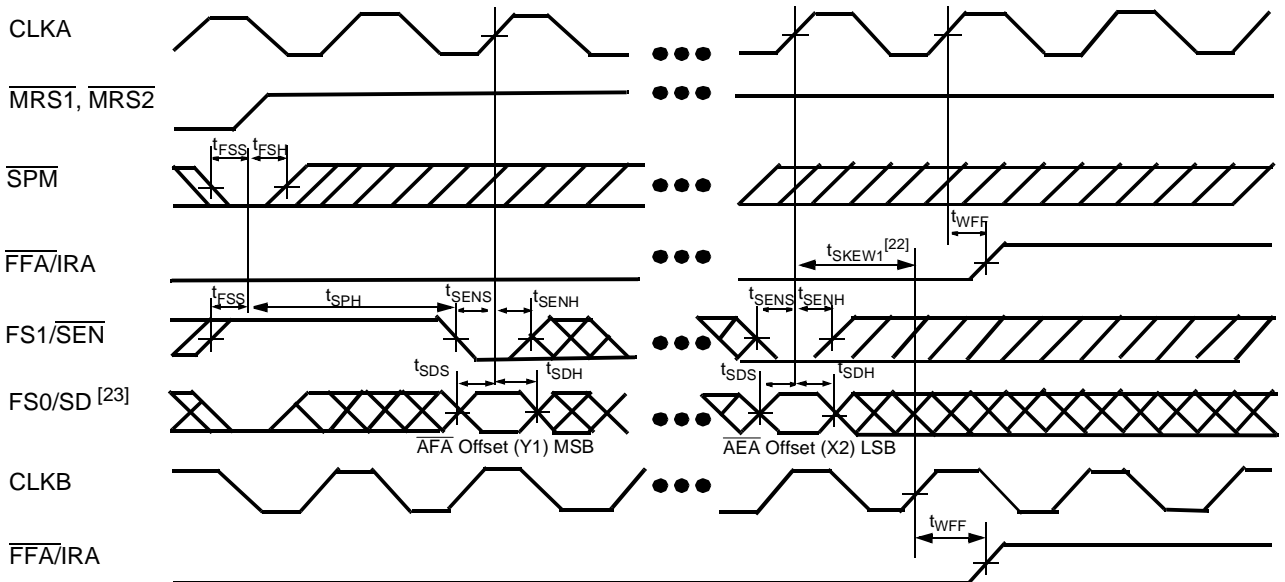 CLKA
MRS1, MRS2
tFSS tFSH
SPM
tWFF
FFA/IRA
tSKEW1[22]
tFSS tSPH tSENS tSENH tSENS tSENH
FS1/SEN
tSDS tSDH tSDS tSDH
FS0/SD [23]
AFA Offset (Y1) MSB AEA Offset (X2) LSB
CLKB
tWFF
FFA/IRA